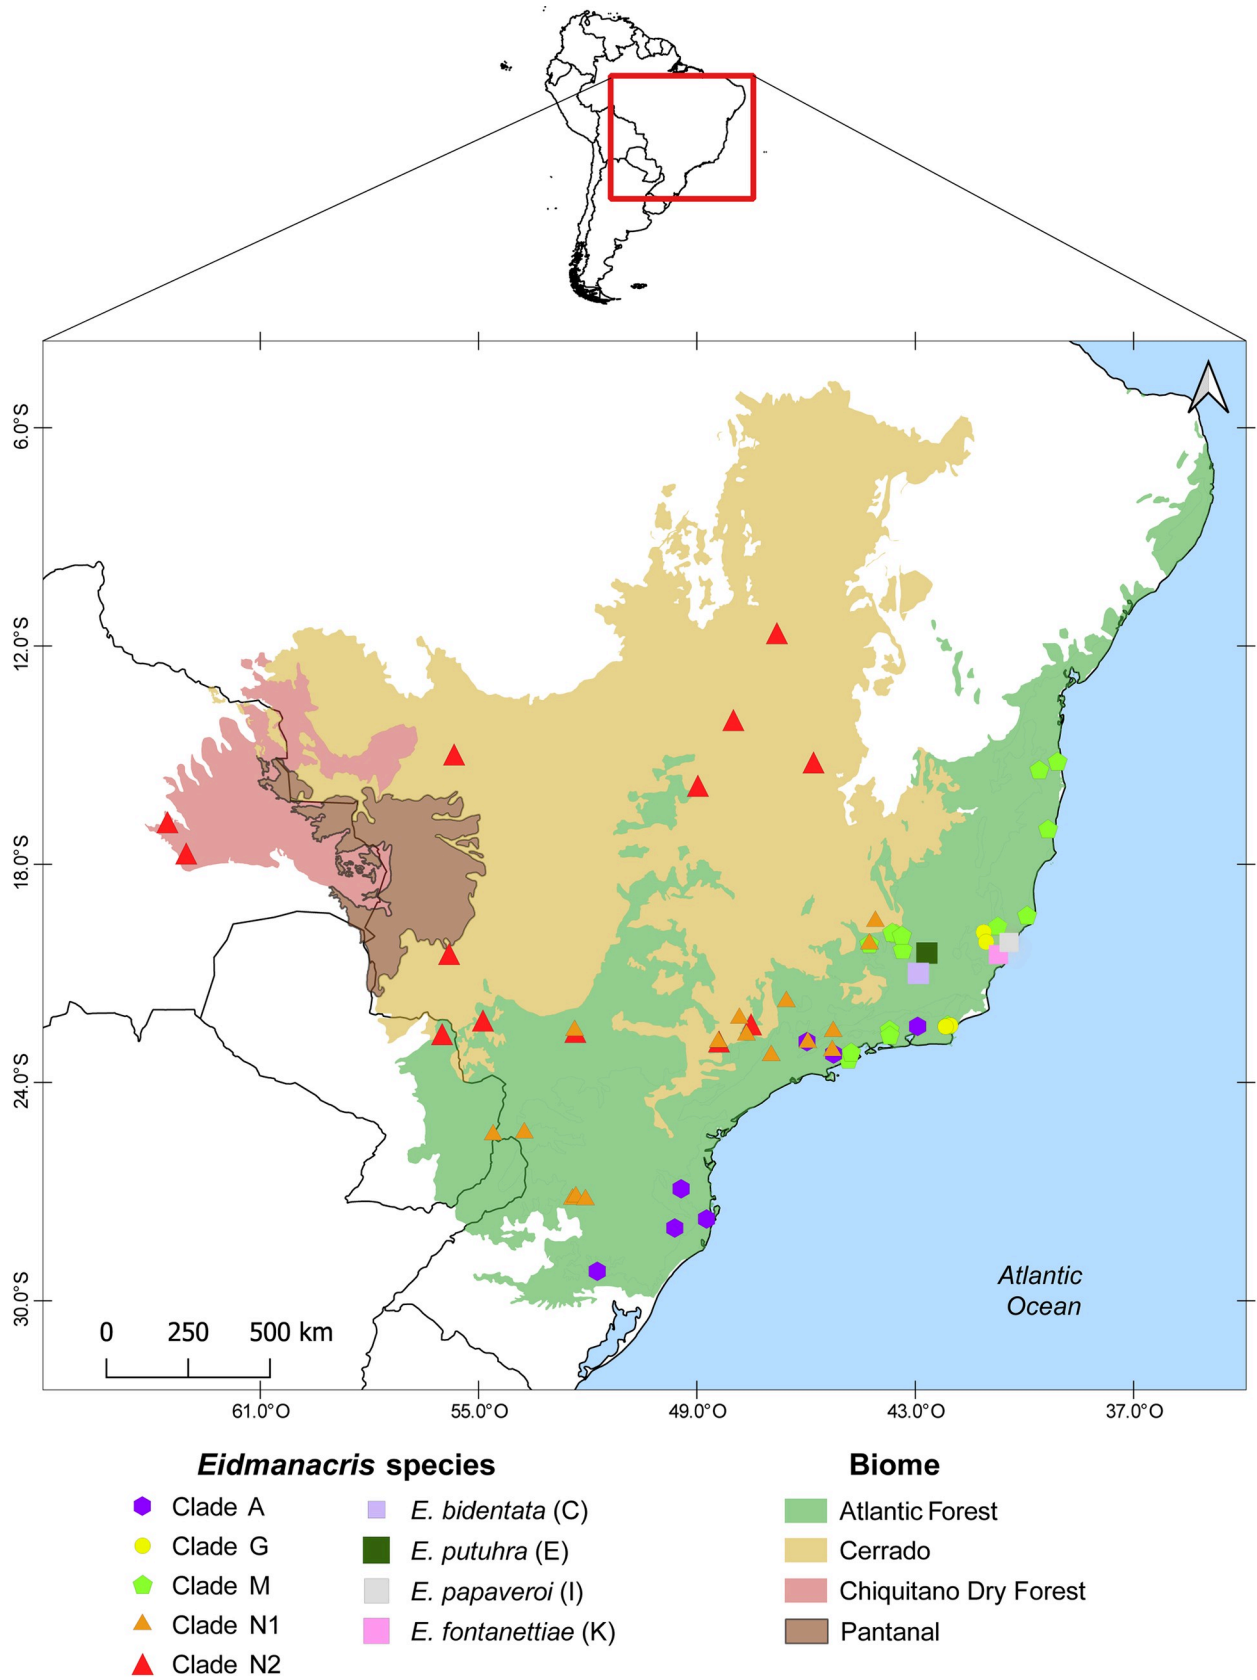 6.0°S
12.0°S
18.0°S
24.0°S
30.0°S
Atlantic
Ocean
0 250 500 km
61.0°O 55.0°O 49.0°O 43.0°O 37.0°O
Eidmanacris species
Clade A
Clade G
Clade M
Clade N1
Clade N2
E. bidentata (C)
E. putuhra (E)
E. papaveroi (I)
E. fontanettiae (K)
Biome
Atlantic Forest
Cerrado
Chiquitano Dry Forest
Pantanal